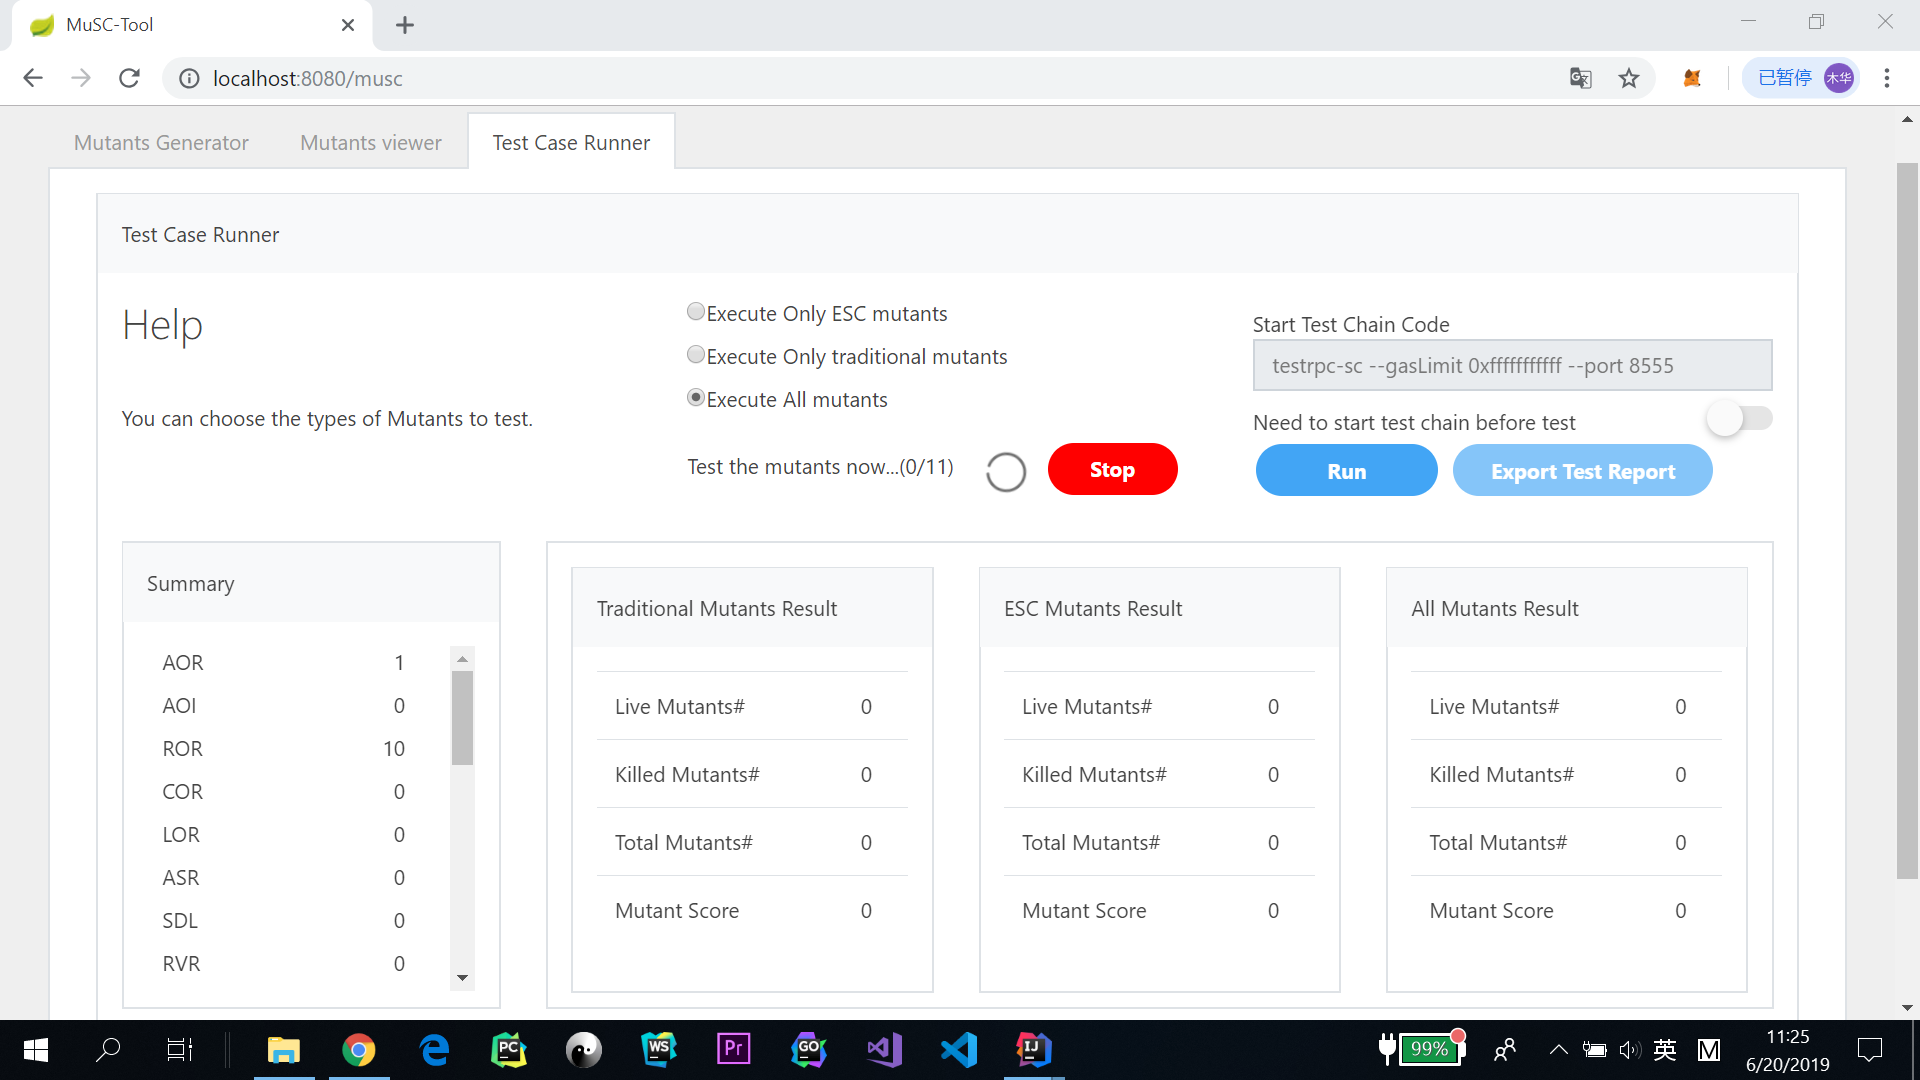 MuSC-Tool
localhost:8080/musc
已暂停
木华
Mutants Generator
Mutants viewer
Test Case Runner
Test Case Runner
Help
You can choose the types of Mutants to test.
Execute Only ESC mutants
Execute Only traditional mutants
Execute All mutants
Test the mutants now...(0/11)
Stop
Start Test Chain Code
testrpc-sc --gasLimit 0xfffffffffff --port 8555
Need to start test chain before test
Run
Export Test Report
Summary
AOR 1
AOI 0
ROR 10
COR 0
LOR 0
ASR 0
SDL 0
RVR 0
Traditional Mutants Result
Live Mutants# 0
Killed Mutants# 0
Total Mutants# 0
Mutant Score 0
ESC Mutants Result
Live Mutants# 0
Killed Mutants# 0
Total Mutants# 0
Mutant Score 0
All Mutants Result
Live Mutants# 0
Killed Mutants# 0
Total Mutants# 0
Mutant Score 0
PC
WS
Pr
GO
IJ
99%
英
M
11:25
6/20/2019